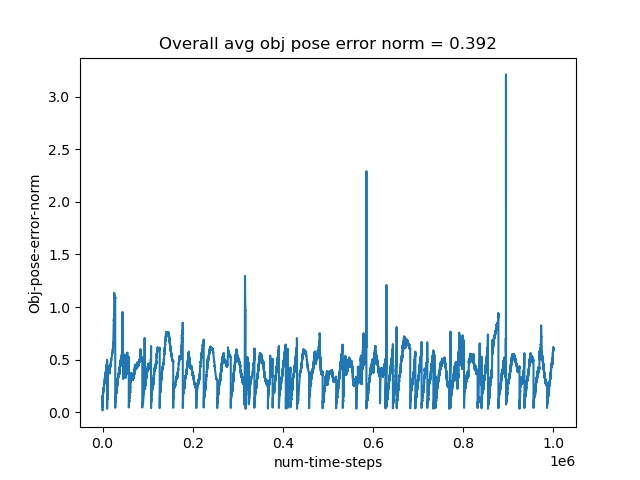 Overall avg obj pose error norm = 0.392
3.0
2.5
2.0
1.5
1.0
0.5
0.0
Obj-pose-error-norm
0.0 0.2 0.4 0.6 0.8 1.0
1e6
num-time-steps